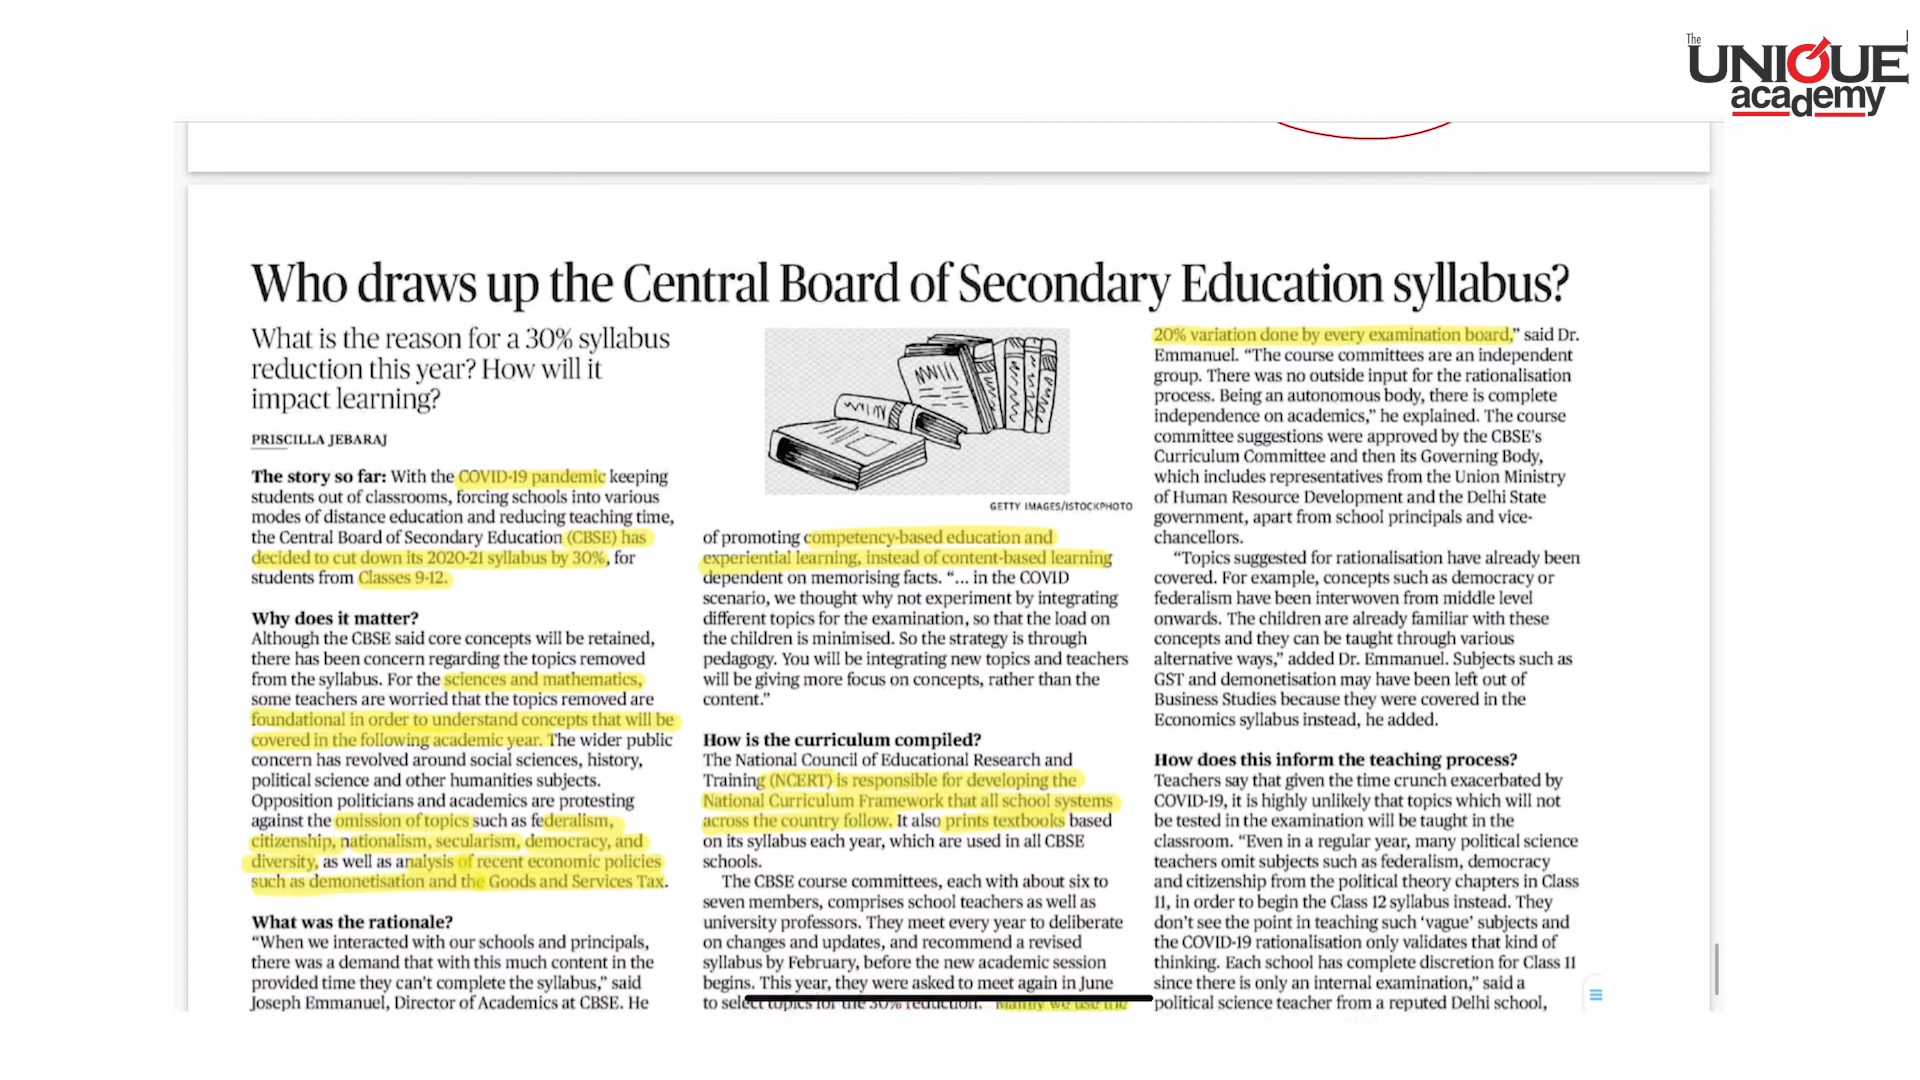 The
UNIQUE
academy
Who draws up the Central Board of Secondary Education syllabus?
What is the reason for a 30% syllabus
reduction this year? How will it
impact learning?
PRISCILLA JEBARAJ
The story so far: With the COVID-19 pandemic keeping
students out of classrooms, forcing schools into various
modes of distance education and reducing teaching time,
the Central Board of Secondary Education (CBSE) has
decided to cut down its 2020-21 syllabus by 30%, for
students from Classes 9-12.
Why does it matter?
Although the CBSE said core concepts will be retained,
there has been concern regarding the topics removed
from the syllabus. For the sciences and mathematics,
some teachers are worried that the topics removed are
foundational in order to understand concepts that will be
covered in the following academic year. The wider public
concern has revolved around social sciences, history,
political science and other humanities subjects.
Opposition politicians and academics are protesting
against the omission of topics such as federalism,
citizenship, nationalism, secularism, democracy, and
diversity, as well as analysis of recent economic policies
such as demonetisation and the Goods and Services Tax.
What was the rationale?
“When we interacted with our schools and principals,
there was a demand that with this much content in the
provided time they can’t complete the syllabus,” said
Joseph Emmanuel, Director of Academics at CBSE. He
GETTY IMAGES/ISTOCKPHOTO
of promoting competency-based education and
experiential learning, instead of content-based learning
dependent on memorising facts. “... in the COVID
scenario, we thought why not experiment by integrating
different topics for the examination, so that the load on
the children is minimised. So the strategy is through
pedagogy. You will be integrating new topics and teachers
will be giving more focus on concepts, rather than the
content.”
How is the curriculum compiled?
The National Council of Educational Research and
Training (NCERT) is responsible for developing the
National Curriculum Framework that all school systems
across the country follow. It also prints textbooks based
on its syllabus each year, which are used in all CBSE
schools.
The CBSE course committees, each with about six to
seven members, comprises school teachers as well as
university professors. They meet every year to deliberate
on changes and updates, and recommend a revised
syllabus by February, before the new academic session
begins. This year, they were asked to meet again in June
to select topics for the 30% reduction. “Mainly we use the
20% variation done by every examination board,” said Dr.
Emmanuel. “The course committees are an independent
group. There was no outside input for the rationalisation
process. Being an autonomous body, there is complete
independence on academics,” he explained. The course
committee suggestions were approved by the CBSE’s
Curriculum Committee and then its Governing Body,
which includes representatives from the Union Ministry
of Human Resource Development and the Delhi State
government, apart from school principals and vice-
chancellors.
“Topics suggested for rationalisation have already been
covered. For example, concepts such as democracy or
federalism have been interwoven from middle level
onwards. The children are already familiar with these
concepts and they can be taught through various
alternative ways,” added Dr. Emmanuel. Subjects such as
GST and demonetisation may have been left out of
Business Studies because they were covered in the
Economics syllabus instead, he added.
How does this inform the teaching process?
Teachers say that given the time crunch exacerbated by
COVID-19, it is highly unlikely that topics which will not
be tested in the examination will be taught in the
classroom. “Even in a regular year, many political science
teachers omit subjects such as federalism, democracy
and citizenship from the political theory chapters in Class
11, in order to begin the Class 12 syllabus instead. They
don’t see the point in teaching such ‘vague’ subjects and
the COVID-19 rationalisation only validates that kind of
thinking. Each school has complete discretion for Class 11
since there is only an internal examination,” said a
political science teacher from a reputed Delhi school,